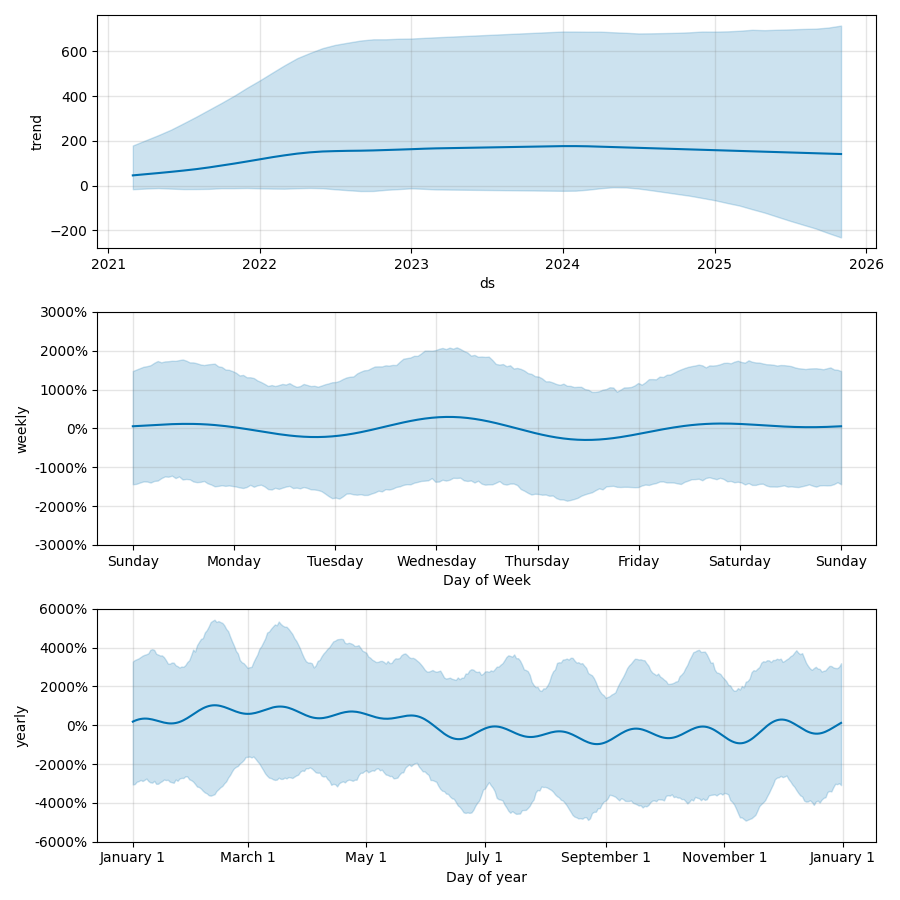 600
400
200
0
−200
trend
2021 2022 2023 2024 2025 2026
ds
3000%
2000%
1000%
0%
-1000%
-2000%
-3000%
weekly
Sunday Monday Tuesday Wednesday Thursday Friday Saturday Sunday
Day of Week
6000%
4000%
2000%
0%
-2000%
-4000%
-6000%
yearly
January 1 March 1 May 1 July 1 September 1 November 1 January 1
Day of year